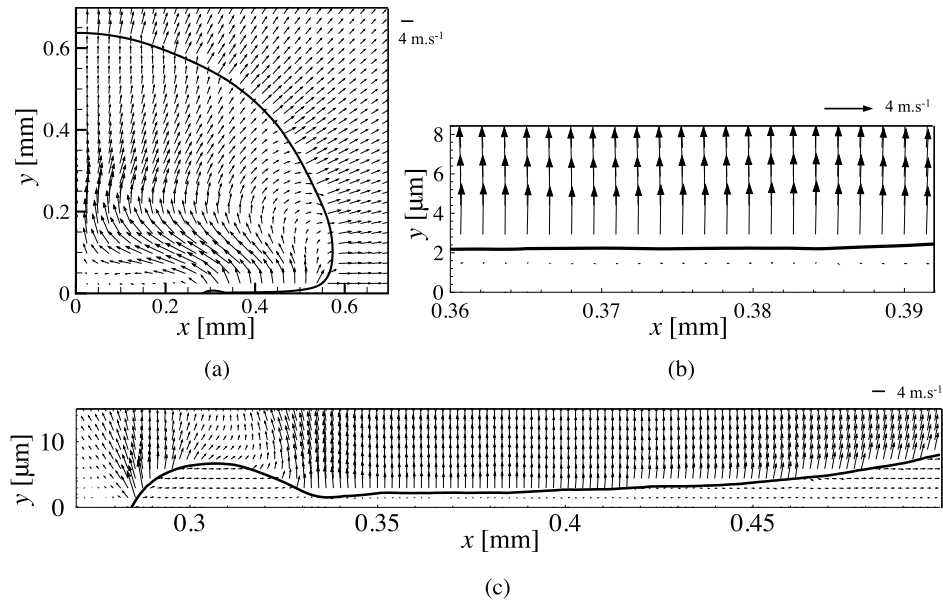 4 m.s⁻¹
0.6
0.4
0.2
0
y [mm]
0 0.2 0.4 0.6
x [mm]
(a)
4 m.s⁻¹
8
6
4
2
0
y [µm]
0.36 0.37 0.38 0.39
x [mm]
(b)
4 m.s⁻¹
10
0
y [µm]
0.3 0.35 0.4 0.45
x [mm]
(c)